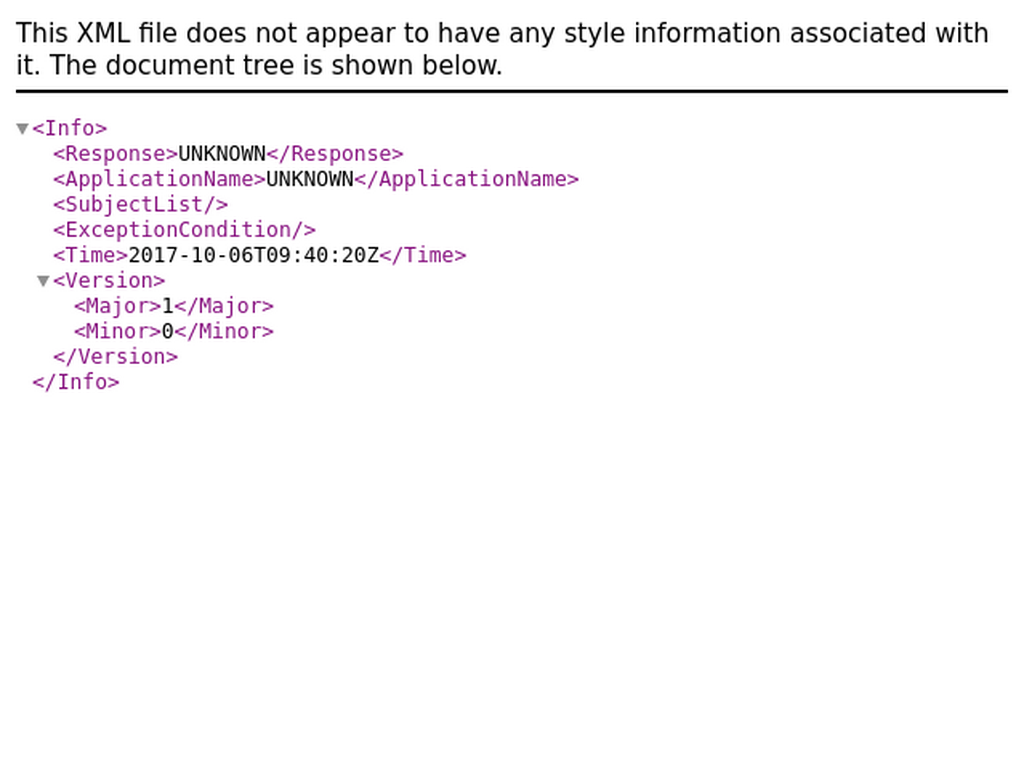 This XML file does not appear to have any style information associated with
it. The document tree is shown below.
<Info>
<Response>UNKNOWN</Response>
<ApplicationName>UNKNOWN</ApplicationName>
<SubjectList/>
<ExceptionCondition/>
<Time>2017-10-06T09:40:20Z</Time>
<Version>
<Major>1</Major>
<Minor>0</Minor>
</Version>
</Info>